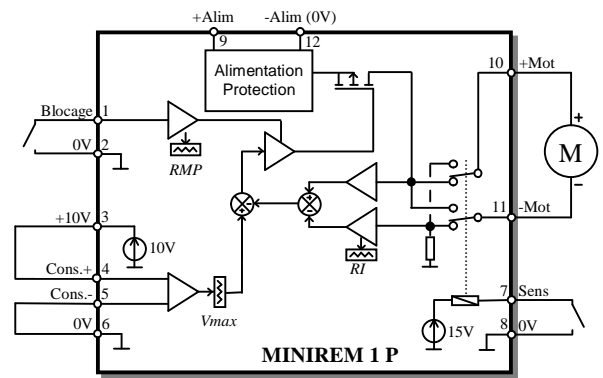 +Alim
-Alim (0V)
9
12
Alimentation
Protection
10
+Mot
Blocage
1
0V
2
RMP
+
M
−
11
-Mot
+10V
3
10V
Cons.+
4
Cons.-
5
0V
6
Vmax
RI
7
Sens
15V
8
0V
MINIREM 1 P